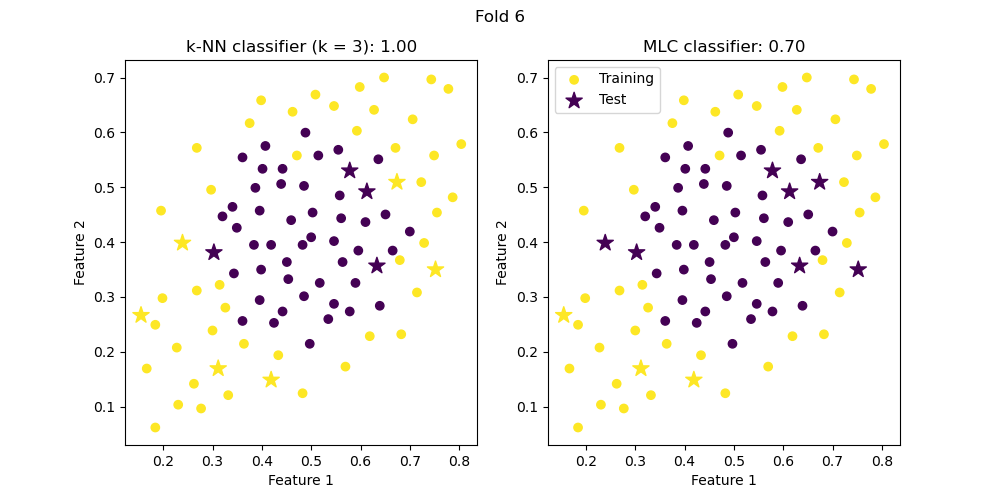 Fold 6
k-NN classifier (k = 3): 1.00
0.7
0.6
0.5
0.4
0.3
0.2
0.1
Feature 2
0.2 0.3 0.4 0.5 0.6 0.7 0.8
Feature 1
MLC classifier: 0.70
Training
Test
0.7
0.6
0.5
0.4
0.3
0.2
0.1
Feature 2
0.2 0.3 0.4 0.5 0.6 0.7 0.8
Feature 1